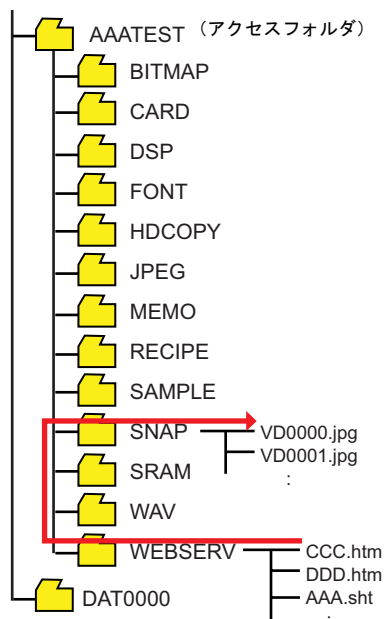 AAATEST (アクセスフォルダ)
BITMAP
CARD
DSP
FONT
HDCOPY
JPEG
MEMO
RECIPE
SAMPLE
SNAP
VD0000.jpg
VD0001.jpg
:
SRAM
WAV
WEBSERV
CCC.htm
DDD.htm
AAA.sht
:
DAT0000